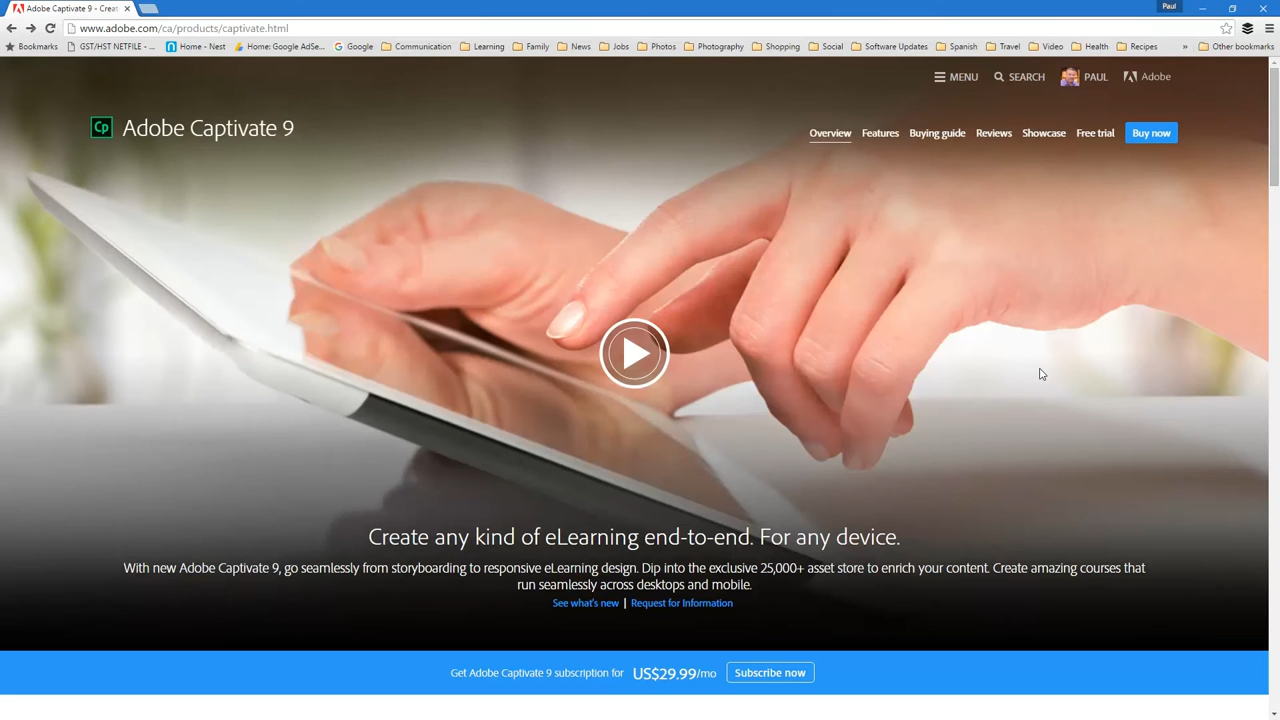 Adobe Captivate 9 - Creat
Paul
www.adobe.com/ca/products/captivate.html
Bookmarks GST/HST NETFILE - ... Home - Nest Home: Google AdSe... Google Communication Learning Family News Jobs Photos Photography Shopping Social Software Updates Spanish Travel Video Health Recipes » Other bookmarks
MENU SEARCH PAUL Adobe
Cp Adobe Captivate 9
Overview Features Buying guide Reviews Showcase Free trial Buy now
Create any kind of eLearning end-to-end. For any device.
With new Adobe Captivate 9, go seamlessly from storyboarding to responsive eLearning design. Dip into the exclusive 25,000+ asset store to enrich your content. Create amazing courses that
run seamlessly across desktops and mobile.
See what's new | Request for Information
Get Adobe Captivate 9 subscription for US$29.99/mo Subscribe now